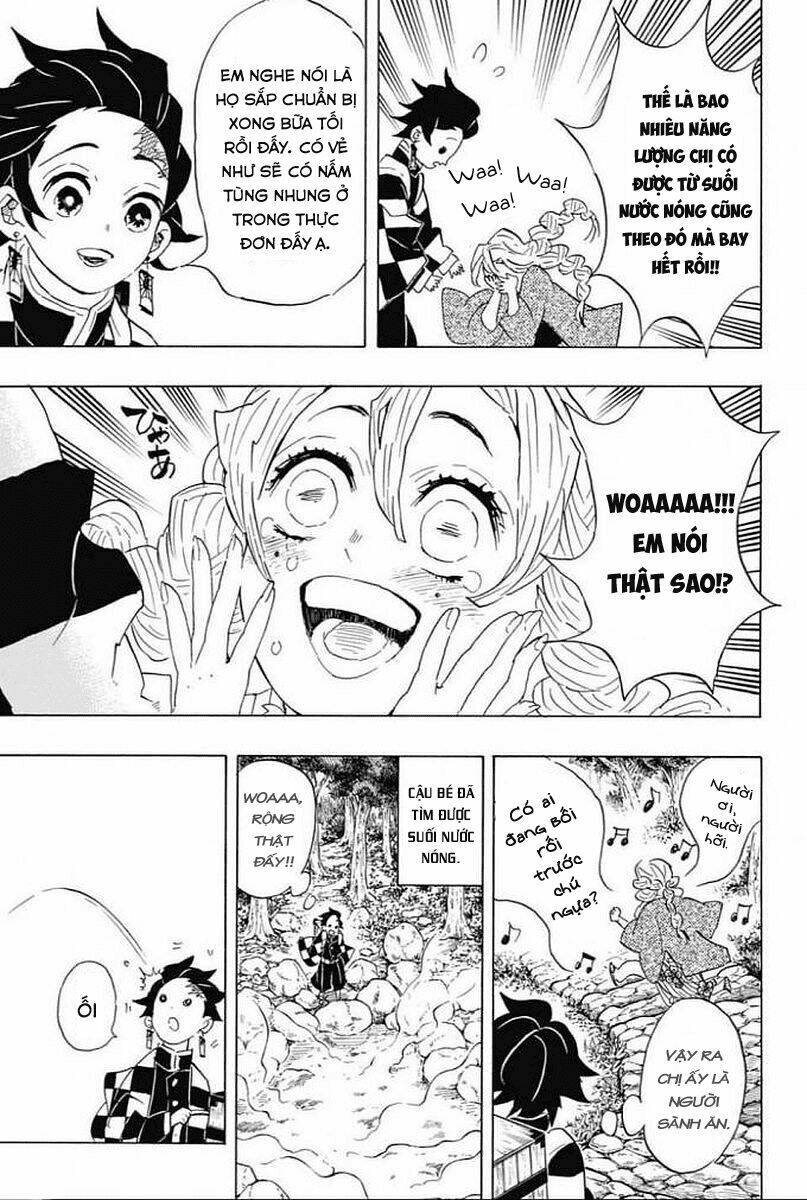 THẾ LÀ BAO
NHIÊU NĂNG
LƯỢNG CHỊ CÓ
ĐƯỢC TỪ SUỐI
NƯỚC NÓNG CŨNG
THEO ĐÓ MÀ BAY
HẾT RỒI!!
Waa!
Waa!
Waa!
EM NGHE NÓI LÀ
HỌ SẮP CHUẨN BỊ
XONG BỮA TỐI
RỒI ĐẤY. CÓ VẺ
NHƯ SẼ CÓ NẤM
TÙNG NHUNG Ở
TRONG THỰC
ĐƠN ĐẤY Ạ.
WOAAAAA!!!
EM NÓI
THẬT SAO!?
ひゃあ
Người
ơi,
người
hỡi.
Có ai
đang bối
rối
trước
chú
ngựa?
VẬY RA
CHỊ ẤY LÀ
NGƯỜI
SÀNH ĂN.
CẬU BÉ ĐÃ
TÌM ĐƯỢC
SUỐI NƯỚC
NÓNG.
WOAAA,
RỘNG
THẬT
ĐẤY!!
ỐI